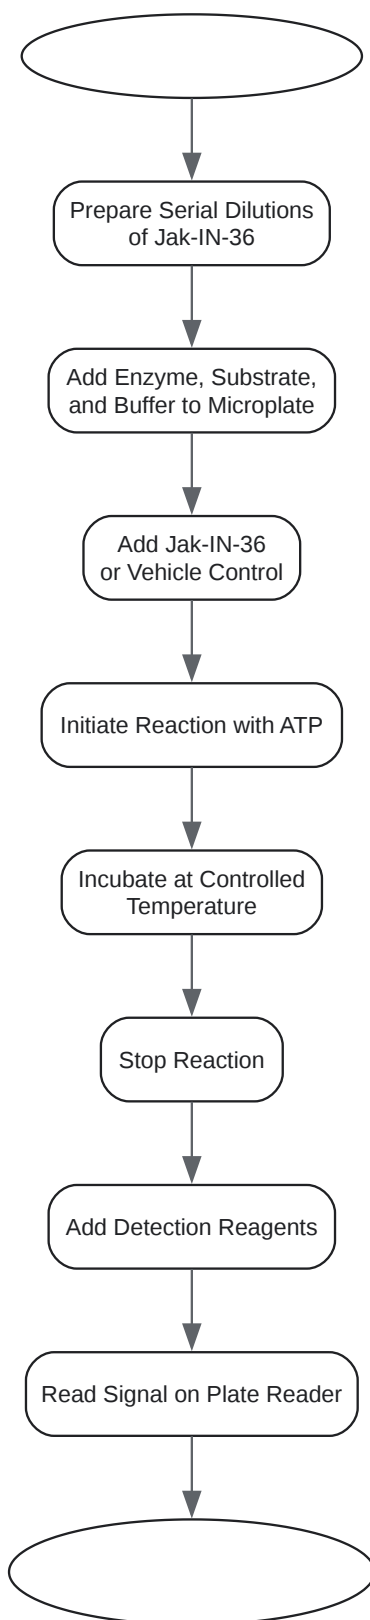 Prepare Serial Dilutions
of Jak-IN-36
Add Enzyme, Substrate,
and Buffer to Microplate
Add Jak-IN-36
or Vehicle Control
Initiate Reaction with ATP
Incubate at Controlled
Temperature
Stop Reaction
Add Detection Reagents
Read Signal on Plate Reader